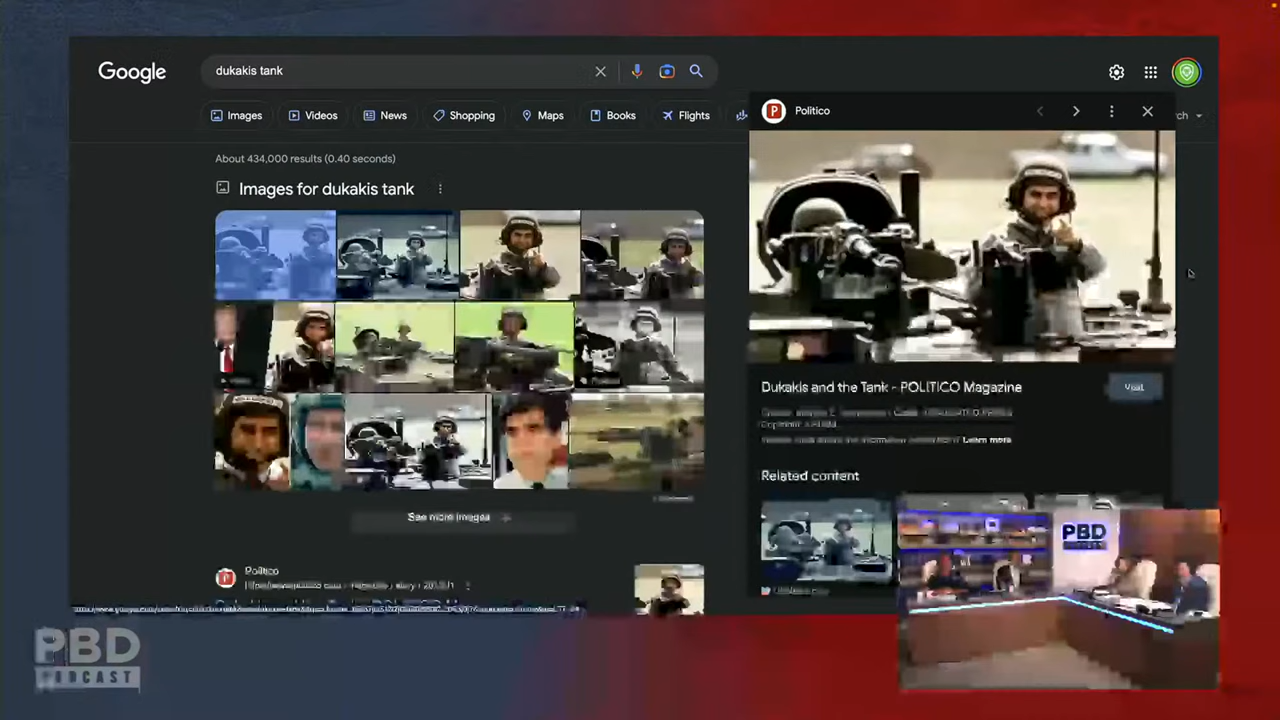 Google
dukakis tank
Images
Videos
News
Shopping
Maps
Books
Flights
rch
About 434,000 results (0.40 seconds)
Images for dukakis tank
See more images
Politico
Politico
Dukakis and the Tank - POLITICO Magazine
Visit
Learn more
Related content
PBD
PBD
PODCAST